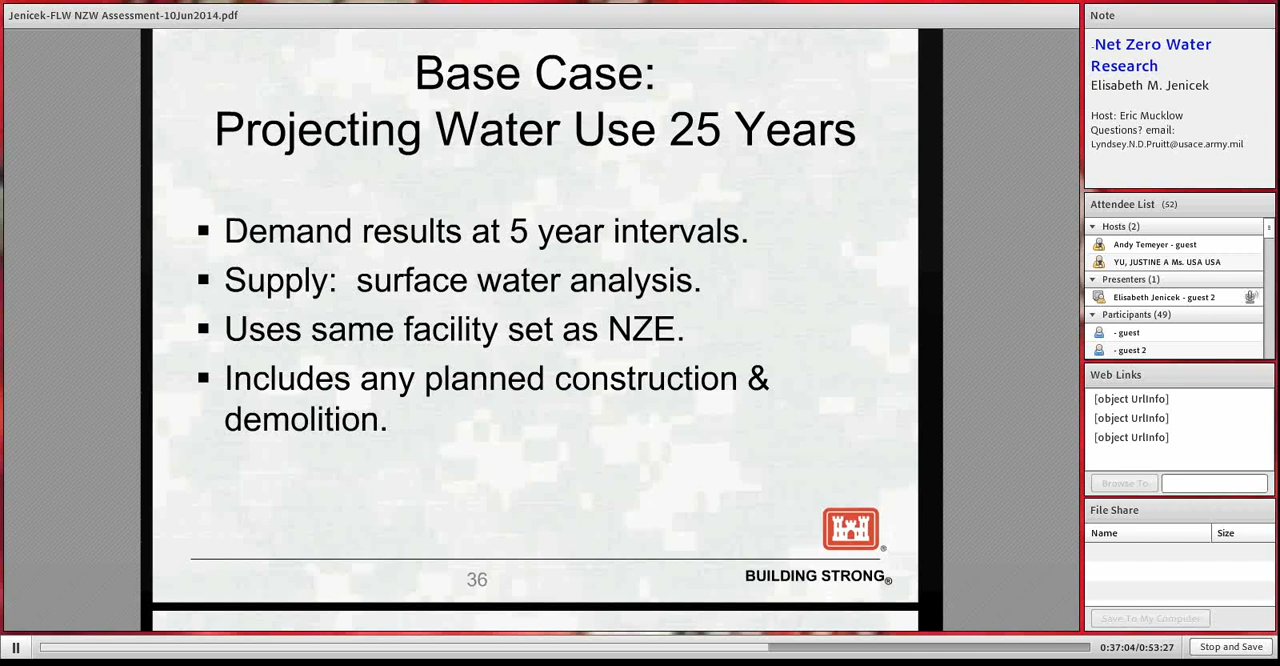 Jenicek-FLW NZW Assessment-10Jun2014.pdf
Base Case:
Projecting Water Use 25 Years
▪ Demand results at 5 year intervals.
▪ Supply:  surface water analysis.
▪ Uses same facility set as NZE.
▪ Includes any planned construction &
demolition.
®
36
BUILDING STRONG®
Note
-Net Zero Water
Research
Elisabeth M. Jenicek
Host: Eric Mucklow
Questions? email:
Lyndsey.N.D.Pruitt@usace.army.mil
Attendee List (52)
Hosts (2)
Andy Temeyer - guest
YU, JUSTINE A Ms. USA USA
Presenters (1)
Elisabeth Jenicek - guest 2
Participants (49)
- guest
- guest 2
Web Links
[object UrlInfo]
[object UrlInfo]
[object UrlInfo]
Browse To
File Share
Name Size
Save To My Computer
0:37:04/0:53:27 Stop and Save